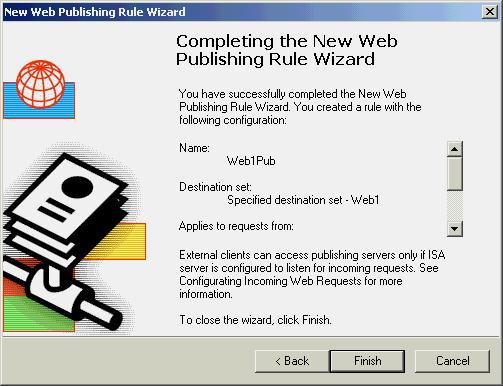 New Web Publishing Rule Wizard
Completing the New Web
Publishing Rule Wizard
You have successfully completed the New Web
Publishing Rule Wizard. You created a rule with the
following configuration:
Name:
Web1Pub
Destination set:
Specified destination set - Web1
Applies to requests from:
External clients can access publishing servers only if ISA
server is configured to listen for incoming requests. See
Configurating Incoming Web Requests for more
information.
To close the wizard, click Finish.
< Back
Finish
Cancel